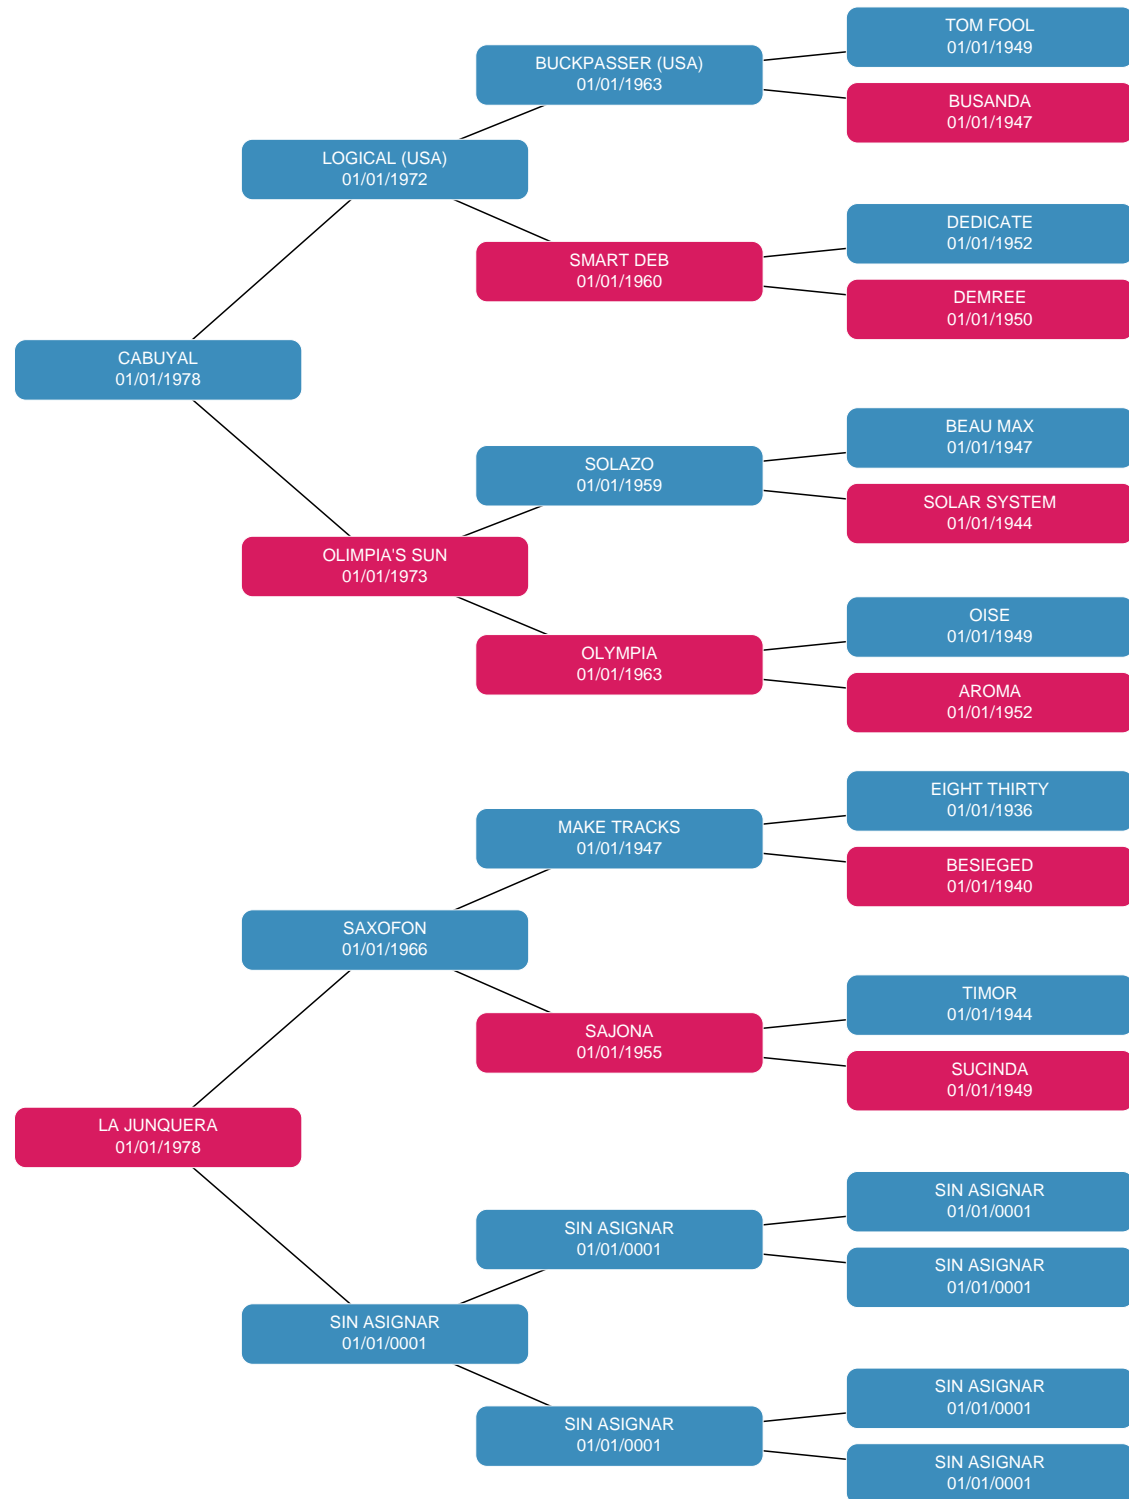 TOM FOOL
01/01/1949
BUCKPASSER (USA)
01/01/1963
BUSANDA
01/01/1947
LOGICAL (USA)
01/01/1972
DEDICATE
01/01/1952
SMART DEB
01/01/1960
DEMREE
01/01/1950
CABUYAL
01/01/1978
BEAU MAX
01/01/1947
SOLAZO
01/01/1959
SOLAR SYSTEM
01/01/1944
OLIMPIA'S SUN
01/01/1973
OISE
01/01/1949
OLYMPIA
01/01/1963
AROMA
01/01/1952
EIGHT THIRTY
01/01/1936
MAKE TRACKS
01/01/1947
BESIEGED
01/01/1940
SAXOFON
01/01/1966
TIMOR
01/01/1944
SAJONA
01/01/1955
SUCINDA
01/01/1949
LA JUNQUERA
01/01/1978
SIN ASIGNAR
01/01/0001
SIN ASIGNAR
01/01/0001
SIN ASIGNAR
01/01/0001
SIN ASIGNAR
01/01/0001
SIN ASIGNAR
01/01/0001
SIN ASIGNAR
01/01/0001
SIN ASIGNAR
01/01/0001